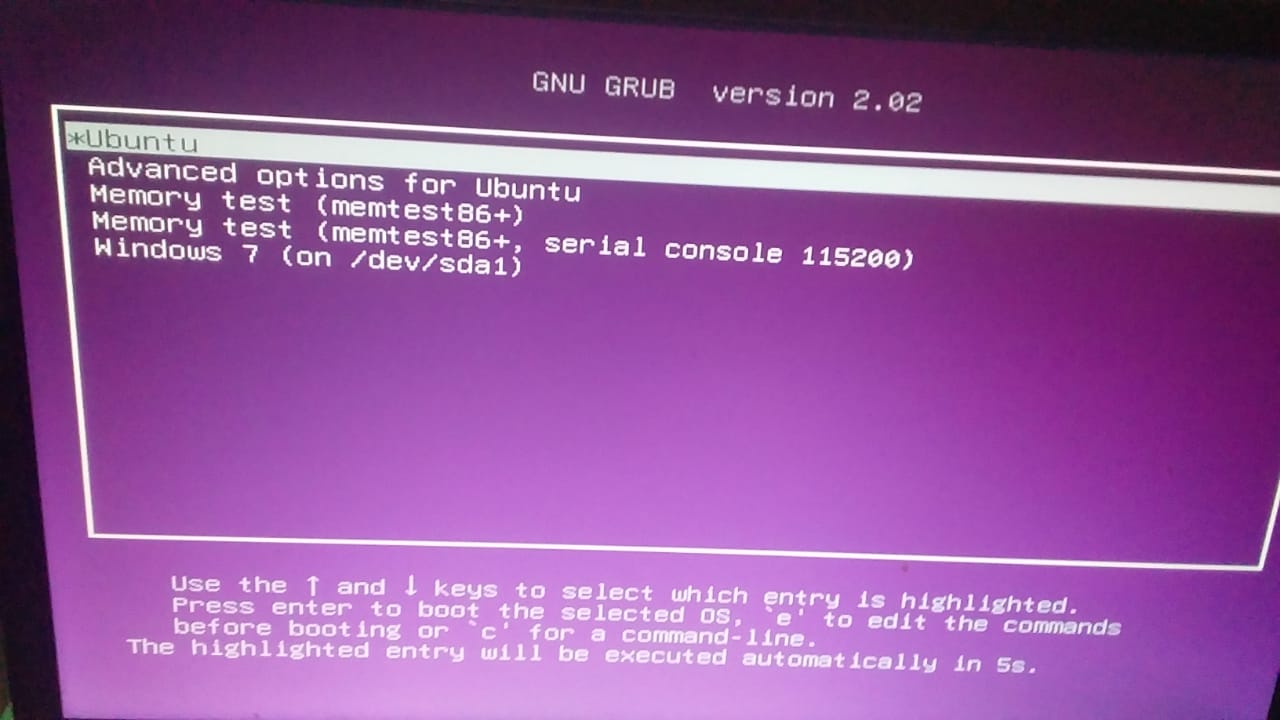 GNU GRUB version 2.02
*Ubuntu
Advanced options for Ubuntu
Memory test (memtest86+)
Memory test (memtest86+, serial console 115200)
Windows 7 (on /dev/sda1)
Use the ↑ and ↓ keys to select which entry is highlighted.
Press enter to boot the selected OS, `e' to edit the commands
before booting or `c' for a command-line.
The highlighted entry will be executed automatically in 5s.